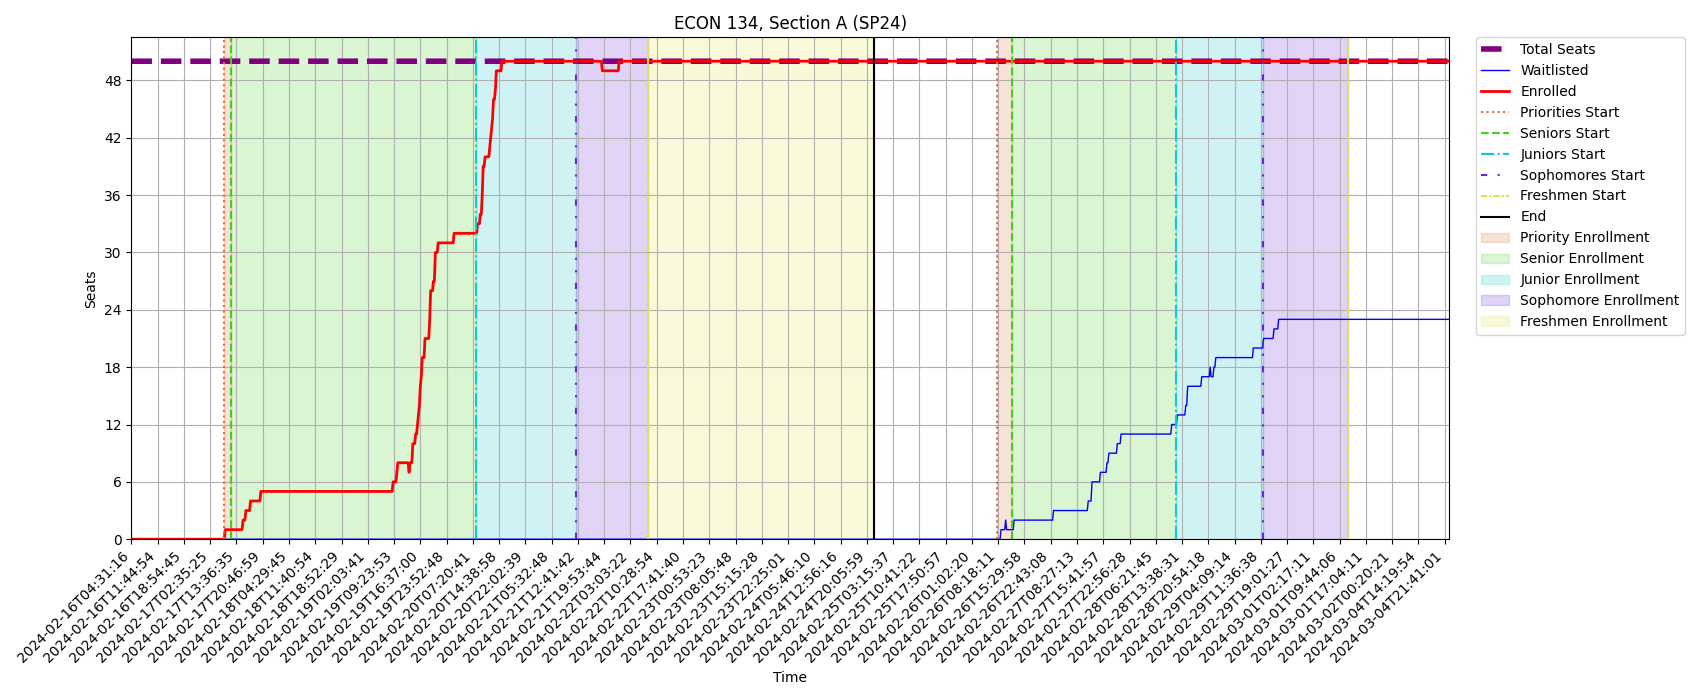 ECON 134, Section A (SP24)
Seats
48
42
36
30
24
18
12
6
0
2024-02-16T04:31:16
2024-02-16T11:44:54
2024-02-16T18:54:45
2024-02-17T02:35:25
2024-02-17T13:36:35
2024-02-17T20:46:59
2024-02-18T04:29:45
2024-02-18T11:40:54
2024-02-18T18:52:29
2024-02-19T02:03:41
2024-02-19T09:23:53
2024-02-19T16:37:00
2024-02-19T23:52:48
2024-02-20T07:20:41
2024-02-20T14:38:58
2024-02-20T22:02:39
2024-02-21T05:32:48
2024-02-21T12:41:42
2024-02-21T19:53:44
2024-02-22T03:03:22
2024-02-22T10:28:54
2024-02-22T17:41:40
2024-02-23T00:53:23
2024-02-23T08:05:48
2024-02-23T15:15:28
2024-02-23T22:25:01
2024-02-24T05:46:10
2024-02-24T12:56:16
2024-02-24T20:05:59
2024-02-25T03:15:37
2024-02-25T10:41:22
2024-02-25T17:50:57
2024-02-26T01:02:20
2024-02-26T08:18:11
2024-02-26T15:29:58
2024-02-26T22:43:08
2024-02-27T08:27:13
2024-02-27T15:41:57
2024-02-27T22:56:28
2024-02-28T06:21:45
2024-02-28T13:38:31
2024-02-28T20:54:18
2024-02-29T04:09:14
2024-02-29T11:36:38
2024-02-29T19:01:27
2024-03-01T02:17:11
2024-03-01T09:44:06
2024-03-01T17:04:11
2024-03-02T00:20:21
2024-03-04T14:19:54
2024-03-04T21:41:01
Time
Total Seats
Waitlisted
Enrolled
Priorities Start
Seniors Start
Juniors Start
Sophomores Start
Freshmen Start
End
Priority Enrollment
Senior Enrollment
Junior Enrollment
Sophomore Enrollment
Freshmen Enrollment